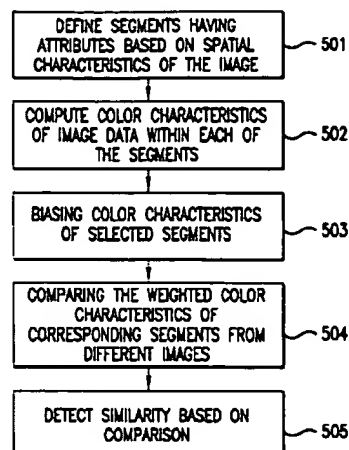 DEFINE SEGMENTS HAVING
ATTRIBUTES BASED ON SPATIAL
CHARACTERISTICS OF THE IMAGE
501
COMPUTE COLOR CHARACTERISTICS
OF IMAGE DATA WITHIN EACH OF
THE SEGMENTS
502
BIASING COLOR CHARACTERISTICS
OF SELECTED SEGMENTS
503
COMPARING THE WEIGHTED COLOR
CHARACTERISTICS OF
CORRESPONDING SEGMENTS FROM
DIFFERENT IMAGES
504
DETECT SIMILARITY BASED ON
COMPARISON
505